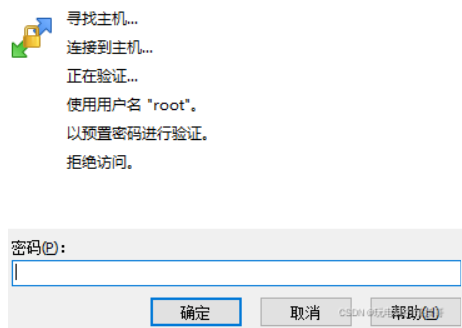 寻找主机...
连接到主机...
正在验证...
使用用户名 "root"。
以预置密码进行验证。
拒绝访问。
密码(P)：
确定
取消
帮助(H)